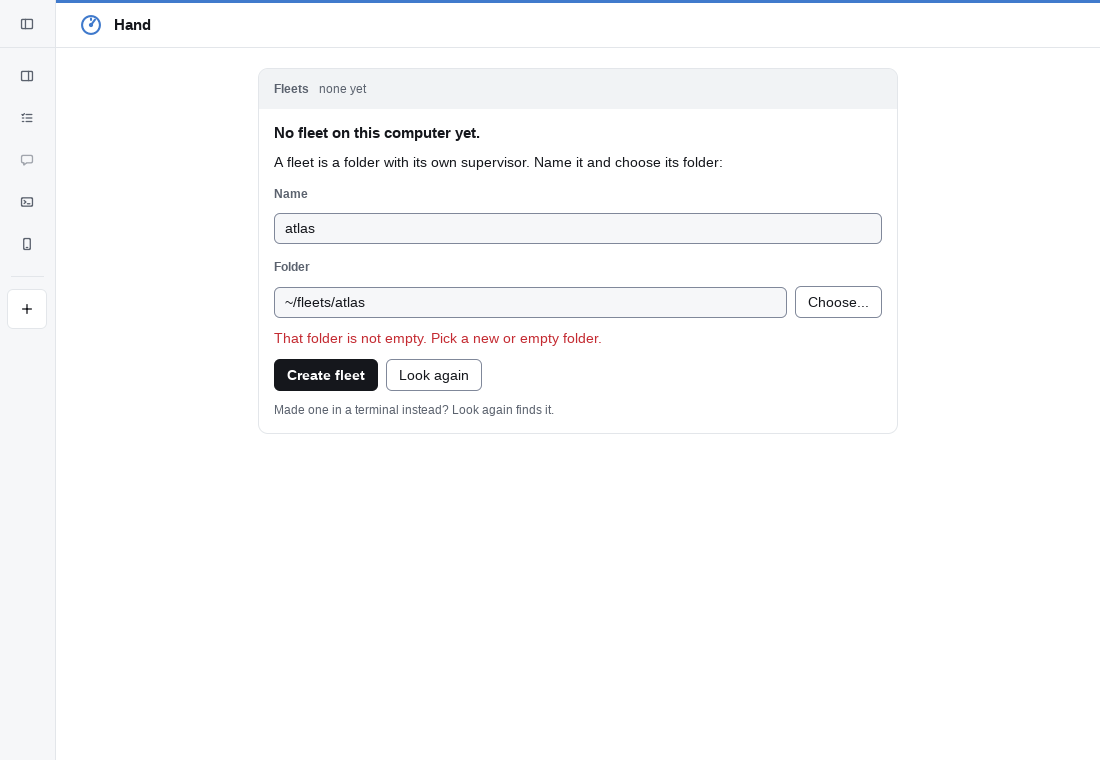 Hand
Fleets none yet
No fleet on this computer yet.
A fleet is a folder with its own supervisor. Name it and choose its folder:
Name
atlas
Folder
~/fleets/atlas
Choose...
That folder is not empty. Pick a new or empty folder.
Create fleet
Look again
Made one in a terminal instead? Look again finds it.